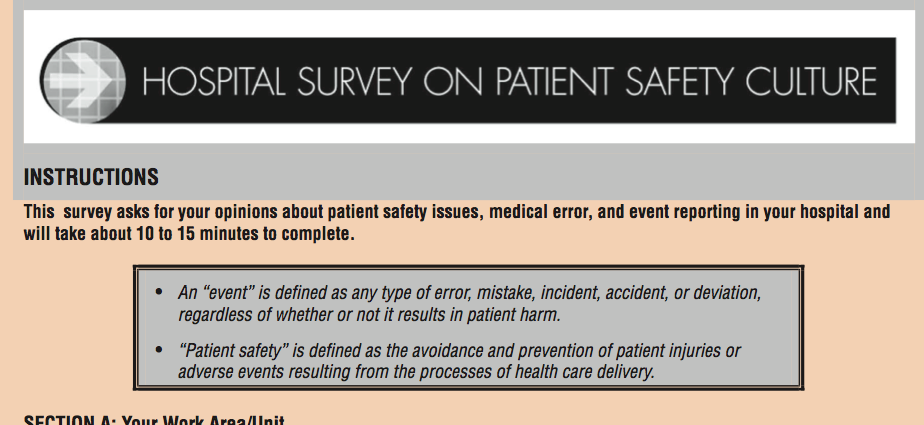 HOSPITAL SURVEY ON PATIENT SAFETY CULTURE
INSTRUCTIONS
This survey asks for your opinions about patient safety issues, medical error, and event reporting in your hospital and
will take about 10 to 15 minutes to complete.
• An “event” is defined as any type of error, mistake, incident, accident, or deviation,
regardless of whether or not it results in patient harm.
• “Patient safety” is defined as the avoidance and prevention of patient injuries or
adverse events resulting from the processes of health care delivery.
SECTION A: Your Work Area/Unit